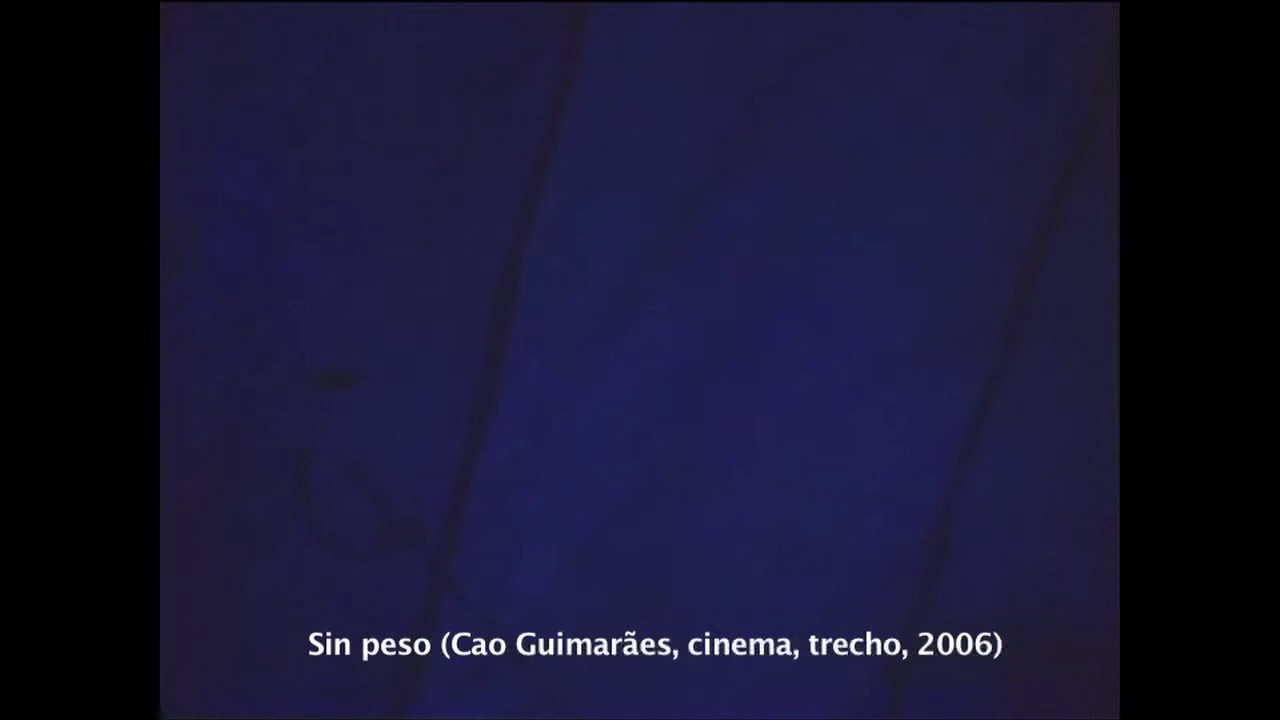 Sin peso (Cao Guimarães, cinema, trecho, 2006)